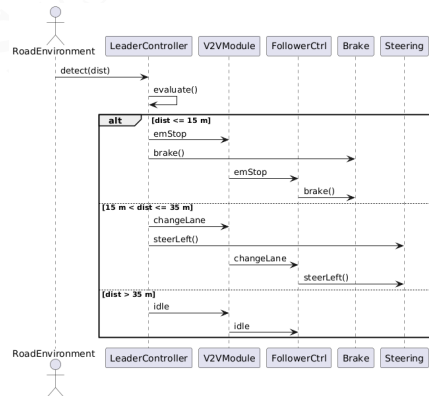 RoadEnvironment
LeaderController V2VModule FollowerCtrl Brake Steering
detect(dist)
evaluate()
alt [dist <= 15 m]
emStop
brake()
emStop
brake()
[15 m < dist <= 35 m]
changeLane
steerLeft()
changeLane
steerLeft()
[dist > 35 m]
idle
idle
RoadEnvironment
LeaderController V2VModule FollowerCtrl Brake Steering